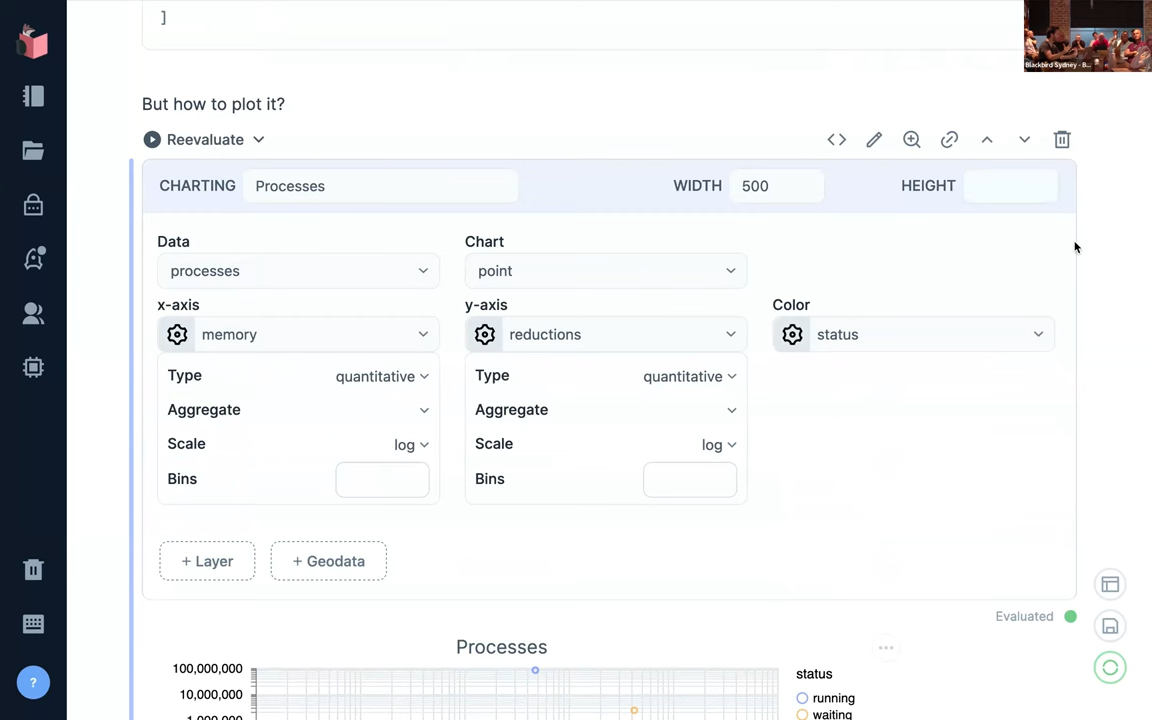 ]
Blackbird Sydney - B...
But how to plot it?
Reevaluate
CHARTING Processes WIDTH 500 HEIGHT
Data Chart
processes point
x-axis y-axis Color
memory reductions status
Type quantitative Type quantitative
Aggregate Aggregate
Scale log Scale log
Bins Bins
+ Layer + Geodata
Evaluated
Processes
100,000,000 status
10,000,000 running
1,000,000 waiting
?